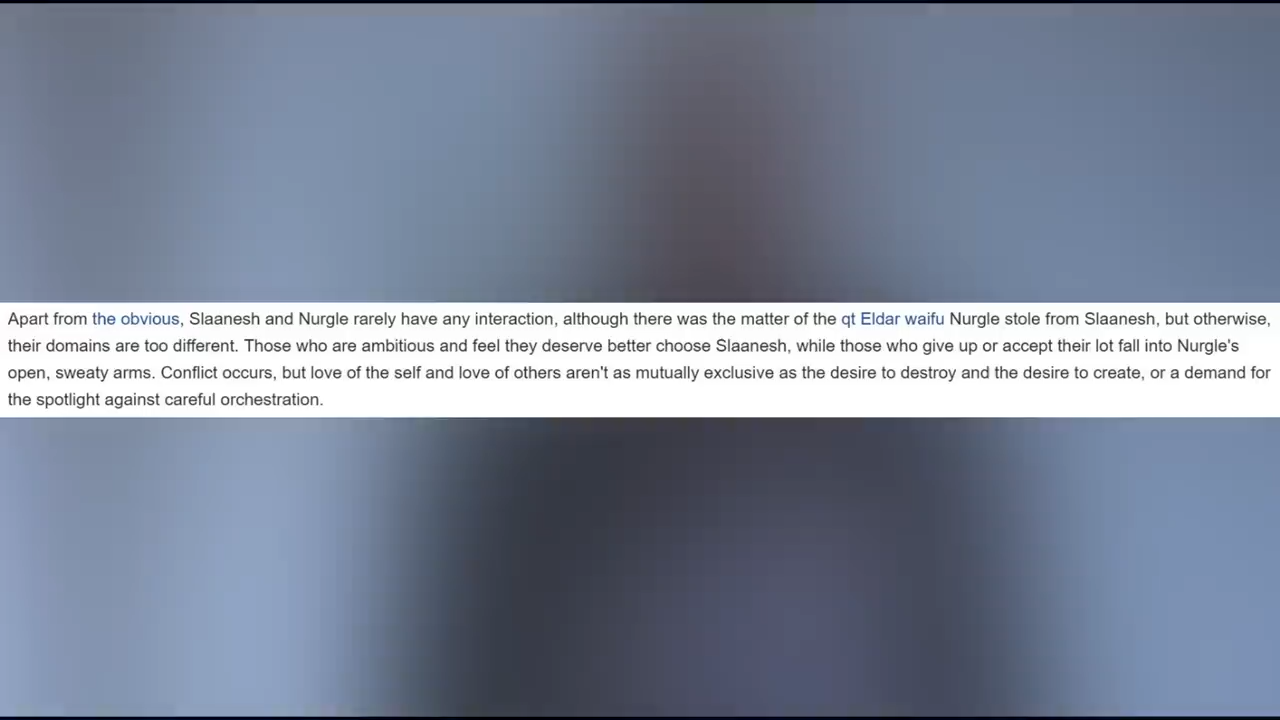 Apart from the obvious, Slaanesh and Nurgle rarely have any interaction, although there was the matter of the qt Eldar waifu Nurgle stole from Slaanesh, but otherwise,
their domains are too different. Those who are ambitious and feel they deserve better choose Slaanesh, while those who give up or accept their lot fall into Nurgle's
open, sweaty arms. Conflict occurs, but love of the self and love of others aren't as mutually exclusive as the desire to destroy and the desire to create, or a demand for
the spotlight against careful orchestration.